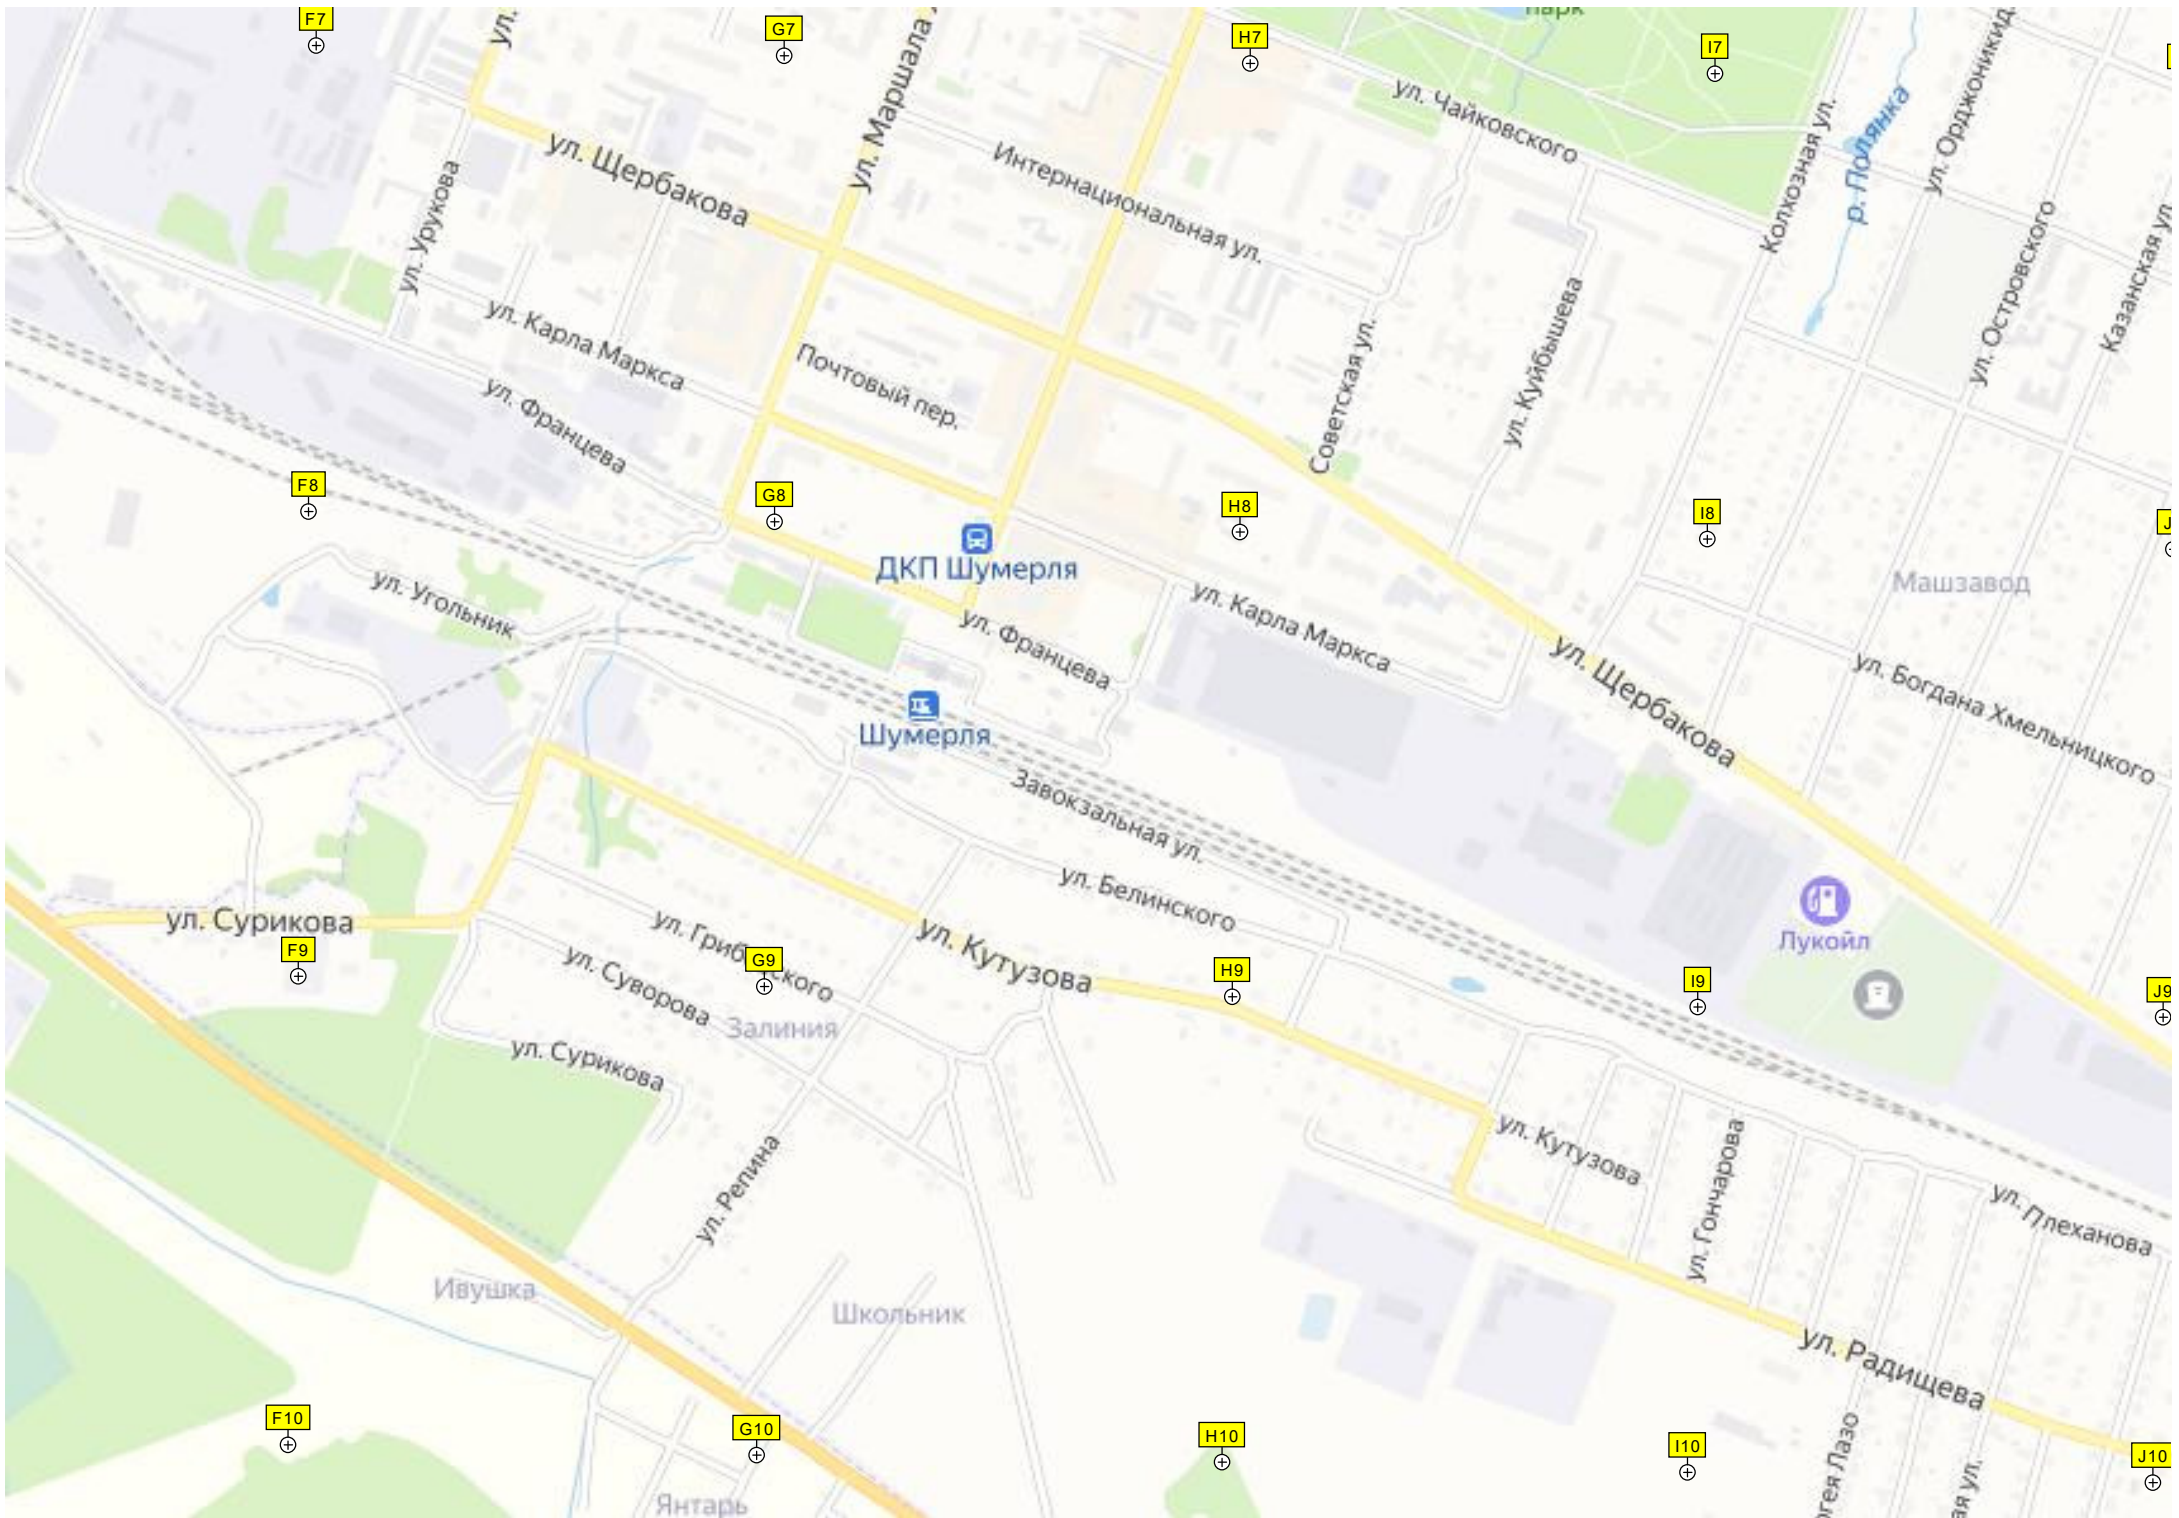 F7
G7
H7
I7
парк
ул.
ул. Маршала
ул. Чайковского
Колхозная ул.
р. Полянка
ул. Щербакова
Интернациональная ул.
ул. Урукова
ул. Островского
Казанская ул.
ул. Карла Маркса
Почтовый пер.
ул. Францева
Советская ул.
ул. Куйбышева
F8
G8
H8
I8
ДКП Шумерля
Машзавод
ул. Угольник
ул. Францева
ул. Карла Маркса
ул. Щербакова
ул. Богдана Хмельницкого
Шумерля
Завокзальная ул.
ул. Белинского
Лукойл
ул. Сурикова
F9
G9
H9
I9
J9
ул. Суворова
ул. Кутузова
Залиния
ул. Сурикова
ул. Репина
ул. Кутузова
ул. Гончарова
ул. Плеханова
Ивушка
Школьник
ул. Радищева
F10
G10
H10
I10
J10
Янтарь